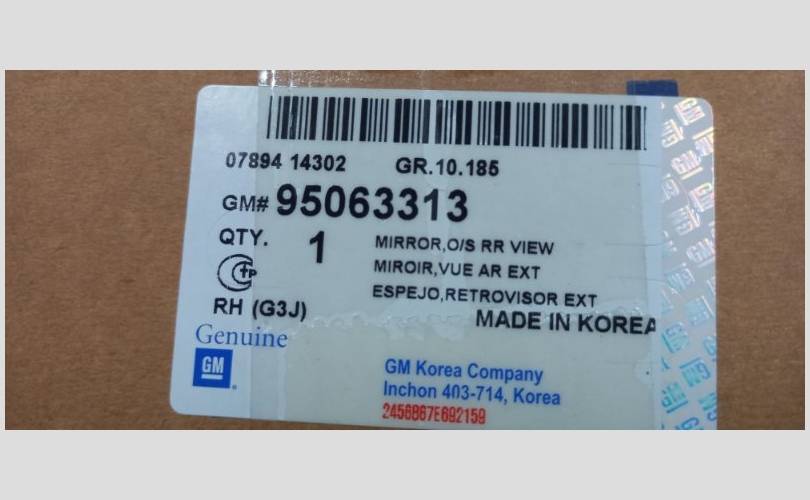 07894 14302 GR.10.185
GM# 95063313
QTY. 1
MIRROR,O/S RR VIEW
MIROIR,VUE AR EXT
ESPEJO,RETROVISOR EXT
RH (G3J)
MADE IN KOREA
Genuine
GM
GM Korea Company
Inchon 403-714, Korea
2456867E692159